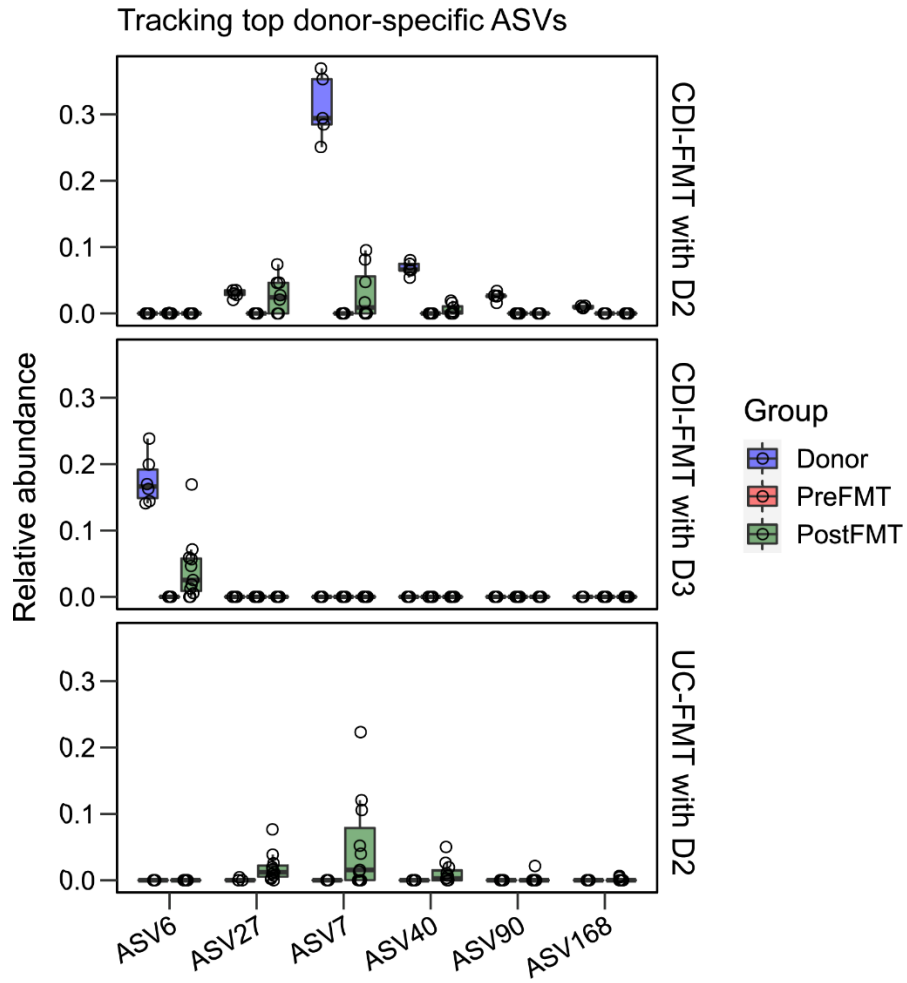 Tracking top donor-specific ASVs
Relative abundance
0.3
0.2
0.1
0.0
CDI-FMT with D2
0.3
0.2
0.1
0.0
CDI-FMT with D3
0.3
0.2
0.1
0.0
UC-FMT with D2
ASV6
ASV27
ASV7
ASV40
ASV90
ASV168
Group
Donor
PreFMT
PostFMT